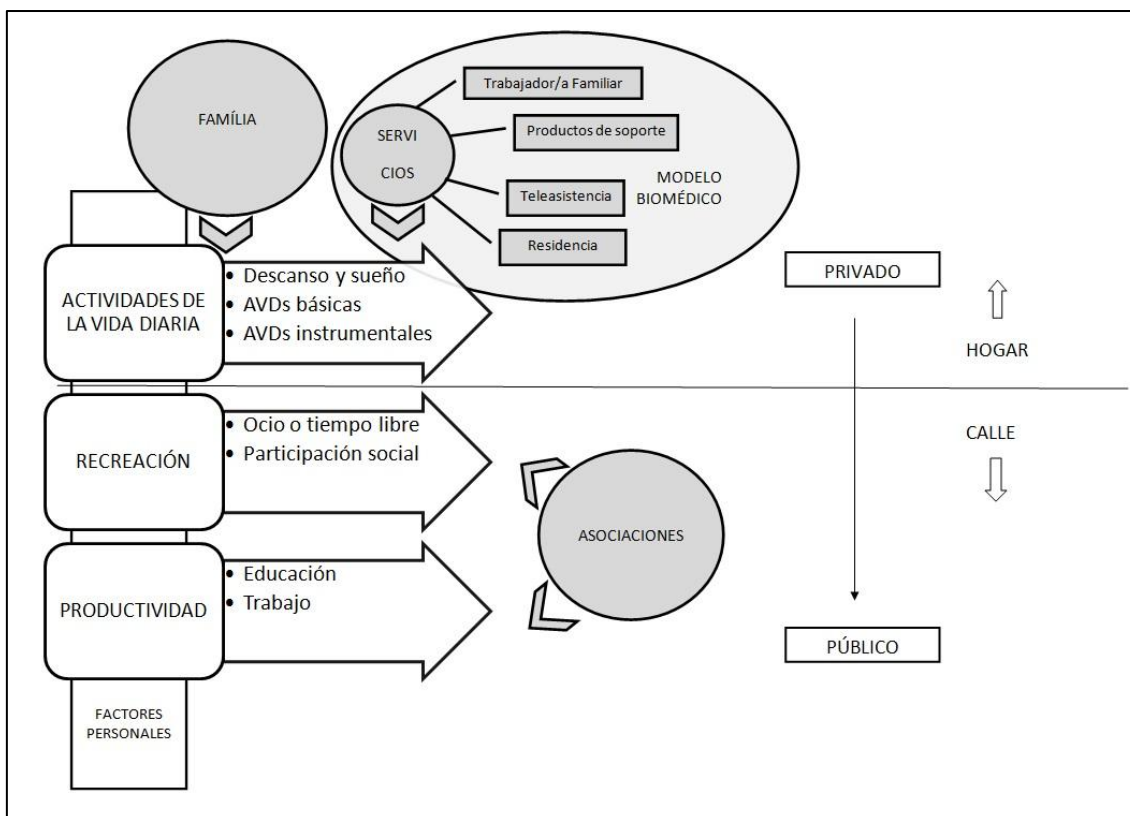 FAMÍLIA
SERVI
CIOS
Trabajador/a Familiar
Productos de soporte
Teleasistencia
Residencia
MODELO
BIOMÉDICO
ACTIVIDADES DE
LA VIDA DIARIA
• Descanso y sueño
• AVDs básicas
• AVDs instrumentales
PRIVADO
HOGAR
RECREACIÓN
• Ocio o tiempo libre
• Participación social
CALLE
ASOCIACIONES
PRODUCTIVIDAD
• Educación
• Trabajo
PÚBLICO
FACTORES
PERSONALES